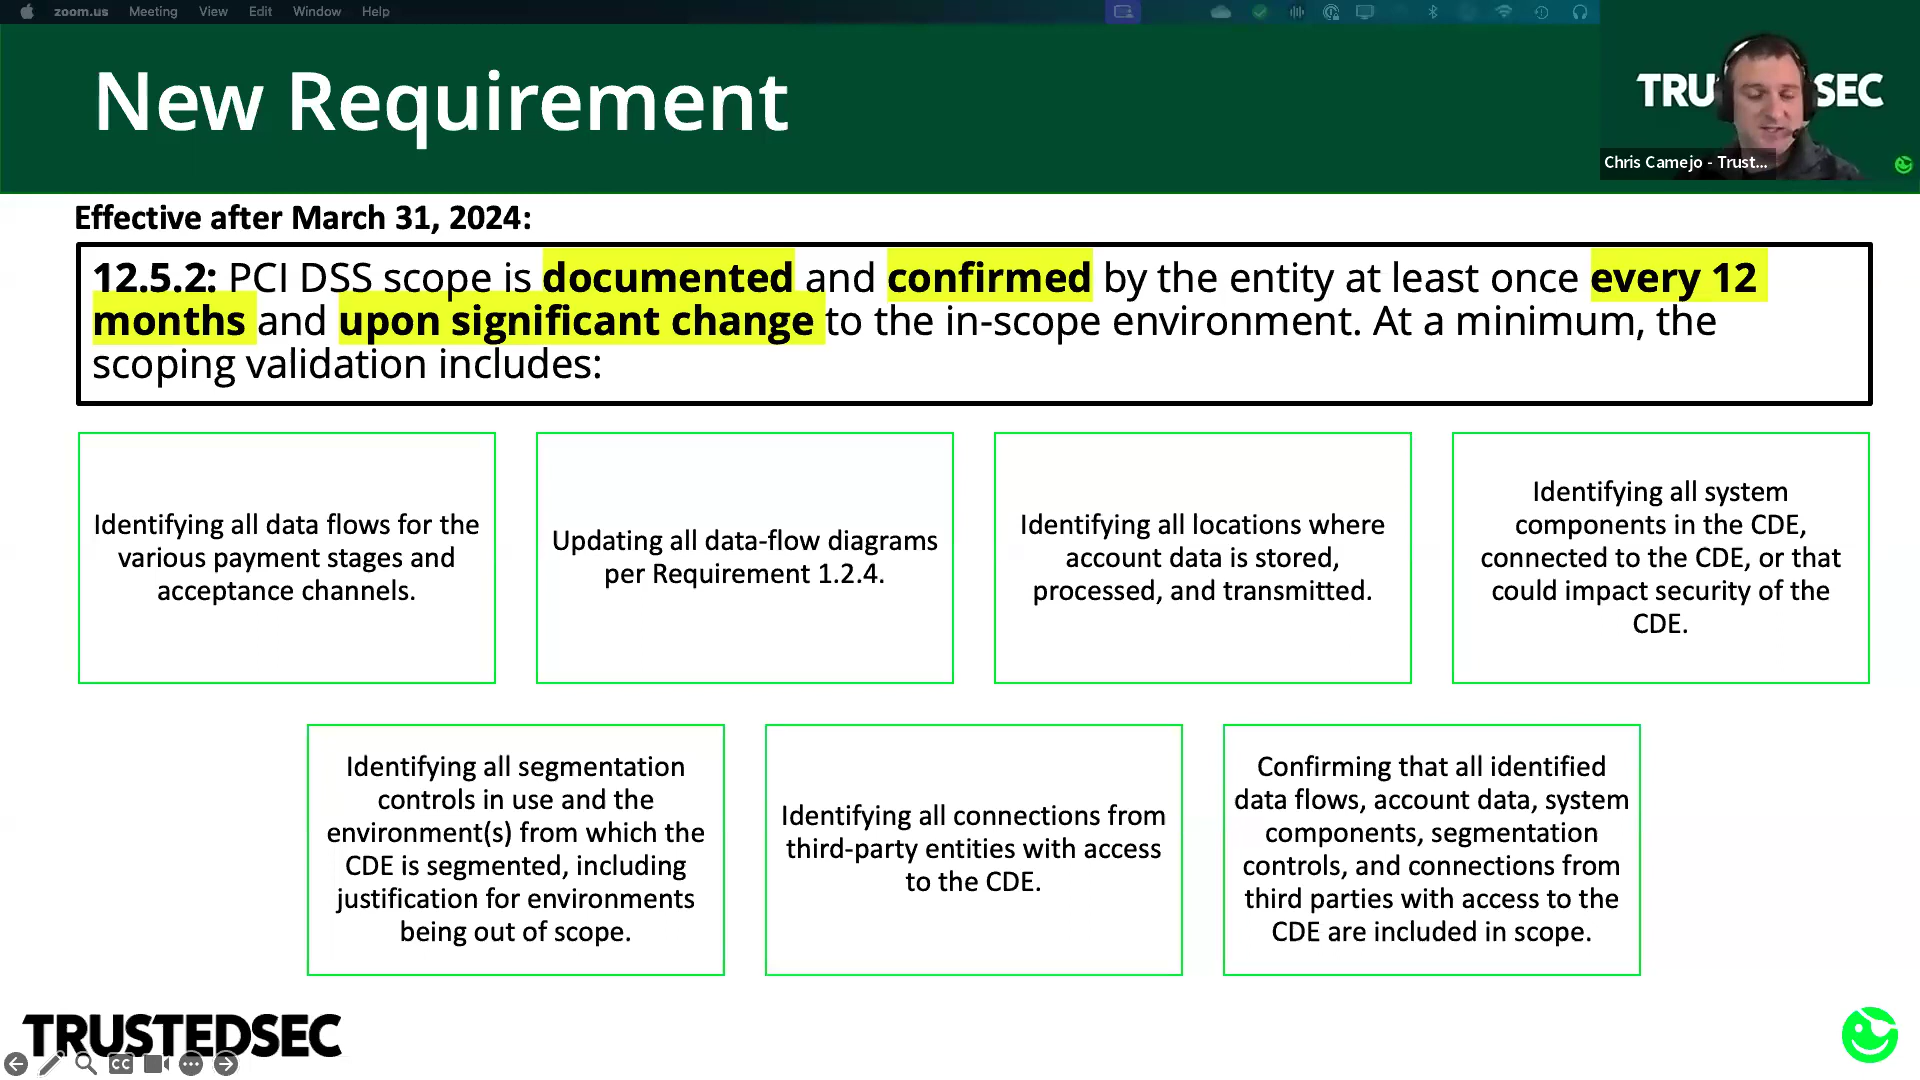 zoom.us Meeting View Edit Window Help
New Requirement
TRU SEC
Chris Camejo - Trust...
Effective after March 31, 2024:
12.5.2: PCI DSS scope is documented and confirmed by the entity at least once every 12
months and upon significant change to the in-scope environment. At a minimum, the
scoping validation includes:
Identifying all data flows for the
various payment stages and
acceptance channels.
Updating all data-flow diagrams
per Requirement 1.2.4.
Identifying all locations where
account data is stored,
processed, and transmitted.
Identifying all system
components in the CDE,
connected to the CDE, or that
could impact security of the
CDE.
Identifying all segmentation
controls in use and the
environment(s) from which the
CDE is segmented, including
justification for environments
being out of scope.
Identifying all connections from
third-party entities with access
to the CDE.
Confirming that all identified
data flows, account data, system
components, segmentation
controls, and connections from
third parties with access to the
CDE are included in scope.
TRUSTEDSEC
CC